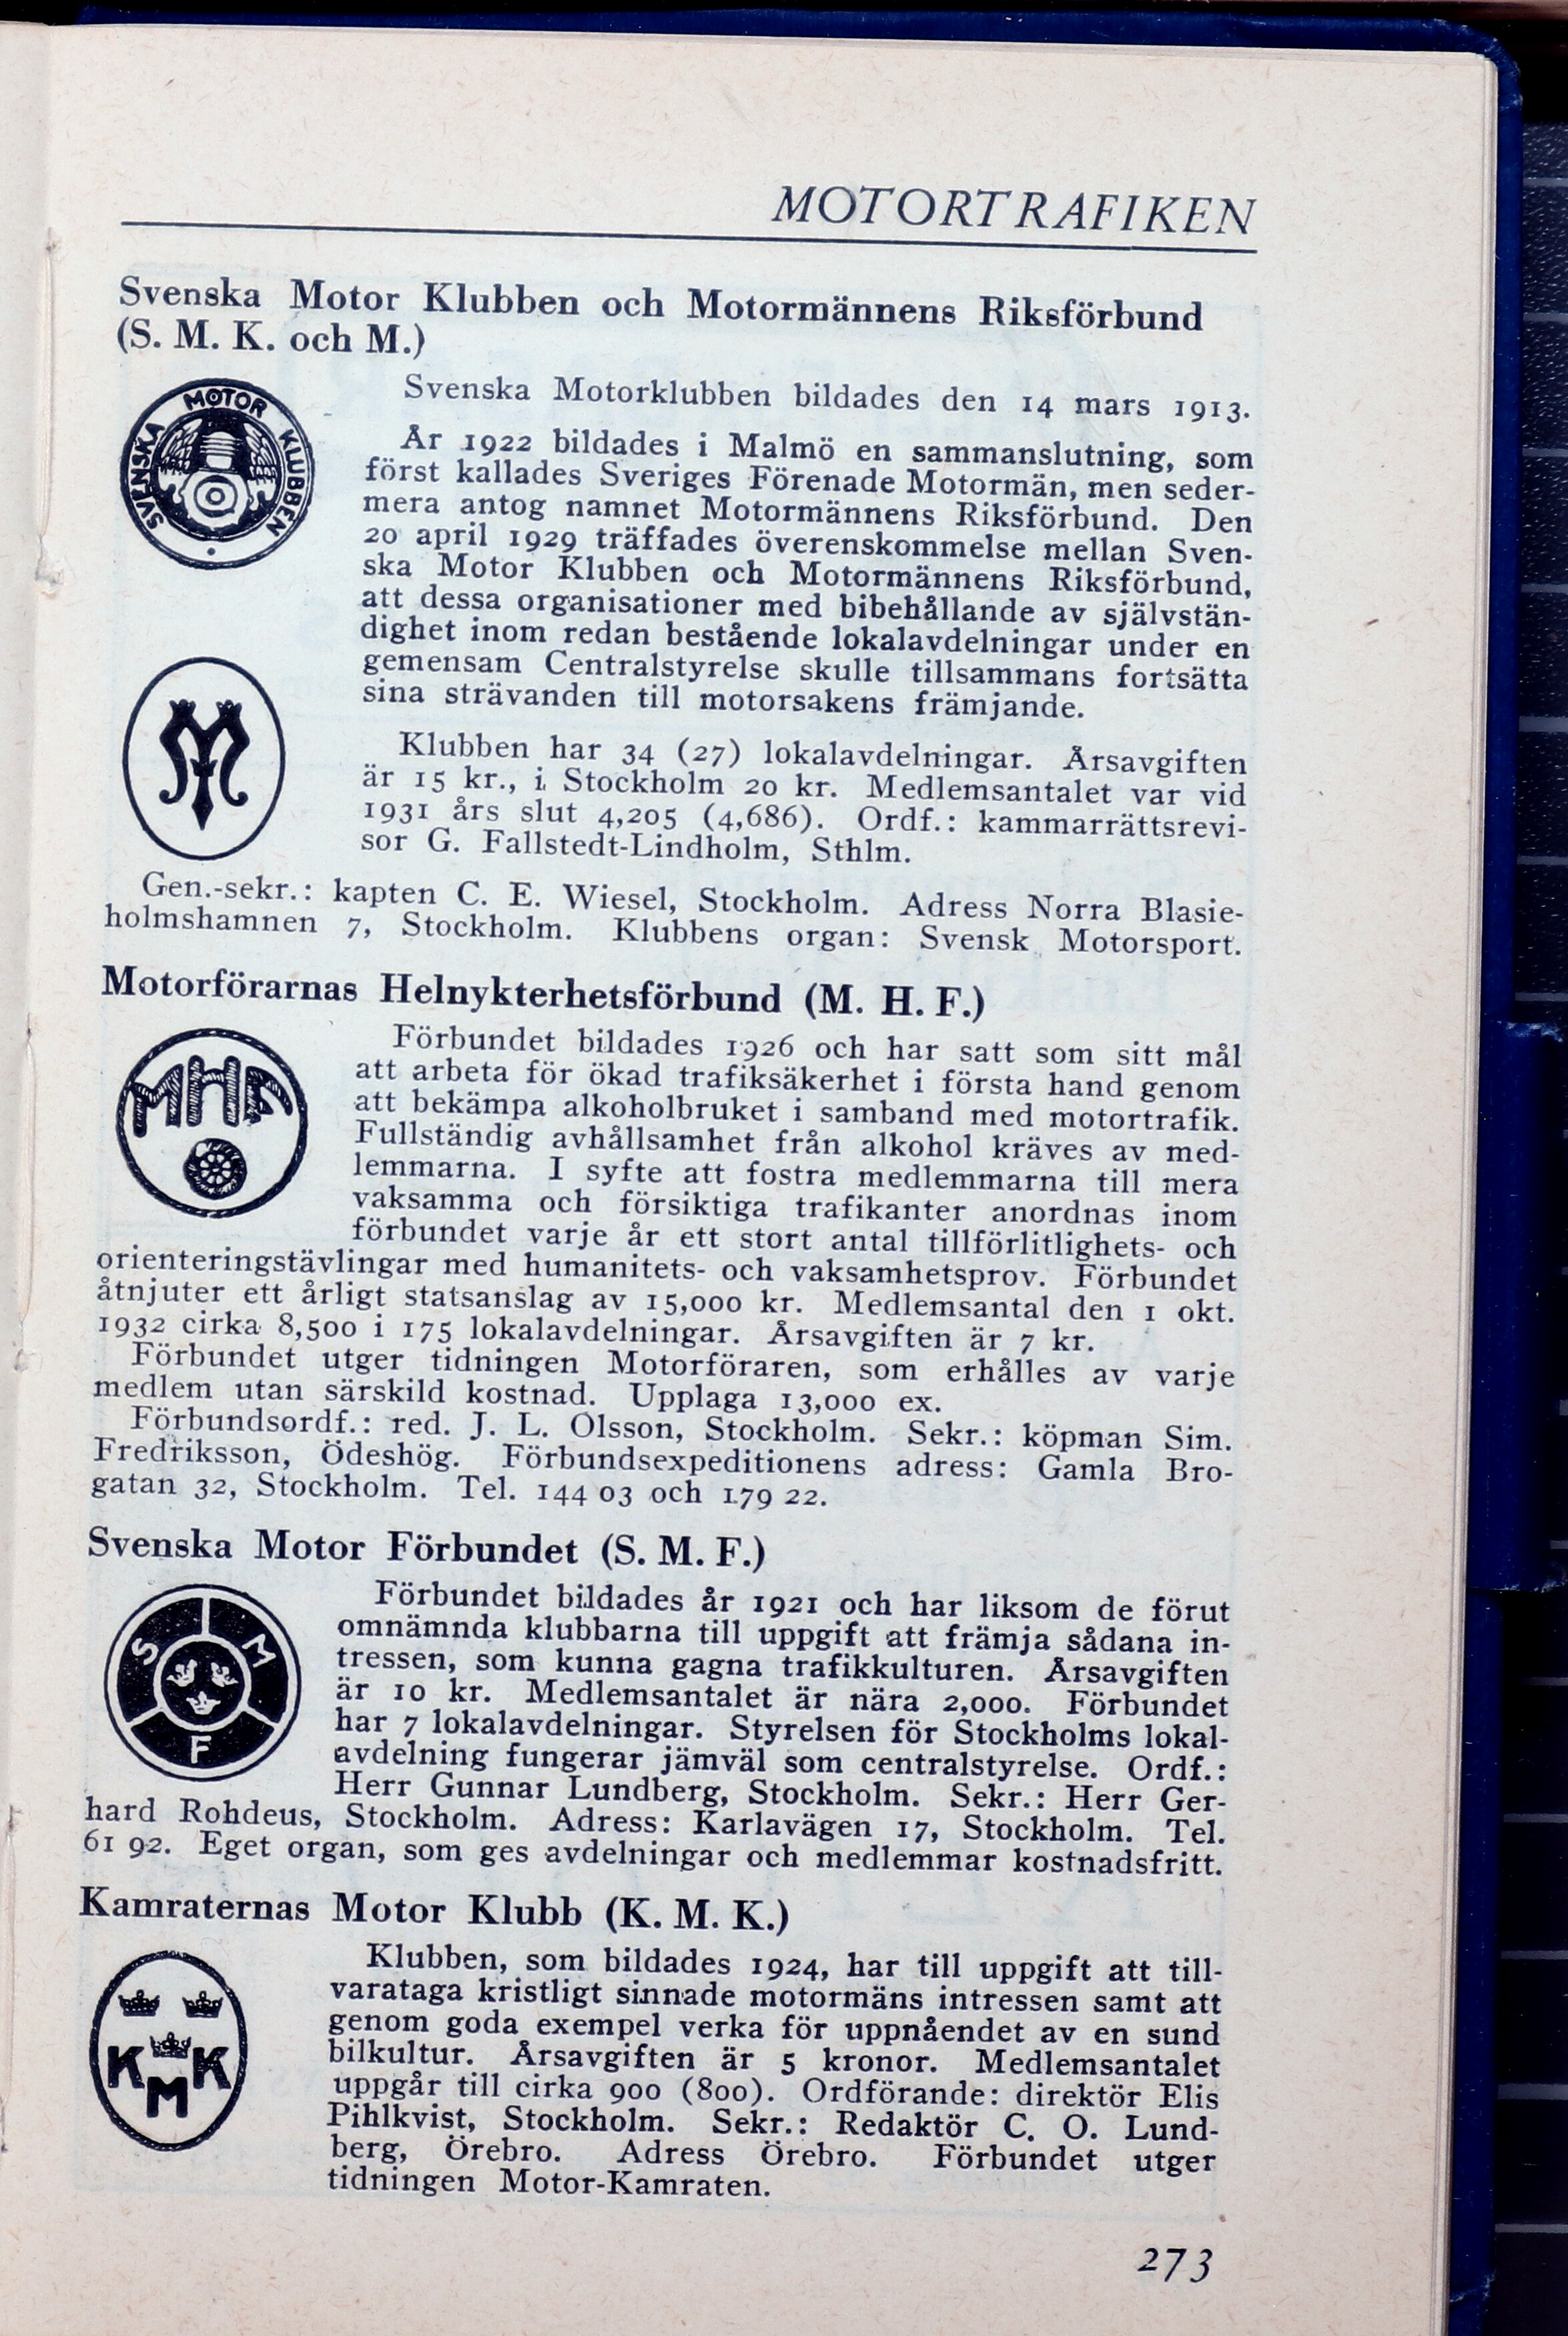 MOTORTRAFIKEN
Svenska Motor Klubben och Motormännens Riksförbund
(S. M. K. och M.)
SVENSKA MOTOR KLUBBEN
Svenska Motorklubben bildades den 14 mars 1913.
År 1922 bildades i Malmö en sammanslutning, som
först kallades Sveriges Förenade Motormän, men seder-
mera antog namnet Motormännens Riksförbund. Den
20 april 1929 träffades överenskommelse mellan Sven-
ska Motor Klubben och Motormännens Riksförbund,
att dessa organisationer med bibehållande av självstän-
dighet inom redan bestående lokalavdelningar under en
gemensam Centralstyrelse skulle tillsammans fortsätta
sina strävanden till motorsakens främjande.
M
Klubben har 34 (27) lokalavdelningar. Årsavgiften
är 15 kr., i Stockholm 20 kr. Medlemsantalet var vid
1931 års slut 4,205 (4,686). Ordf.: kammarrättsrevi-
sor G. Fallstedt-Lindholm, Sthlm.
Gen.-sekr.: kapten C. E. Wiesel, Stockholm. Adress Norra Blasie-
holmshamnen 7, Stockholm. Klubbens organ: Svensk Motorsport.
Motorförarnas Helnykterhetsförbund (M. H. F.)
MHF
Förbundet bildades 1926 och har satt som sitt mål
att arbeta för ökad trafiksäkerhet i första hand genom
att bekämpa alkoholbruket i samband med motortrafik.
Fullständig avhållsamhet från alkohol kräves av med-
lemmarna. I syfte att fostra medlemmarna till mera
vaksamma och försiktiga trafikanter anordnas inom
förbundet varje år ett stort antal tillförlitlighets- och
orienteringstävlingar med humanitets- och vaksamhetsprov. Förbundet
åtnjuter ett årligt statsanslag av 15,000 kr. Medlemsantal den 1 okt.
1932 cirka 8,500 i 175 lokalavdelningar. Årsavgiften är 7 kr.
Förbundet utger tidningen Motorföraren, som erhålles av varje
medlem utan särskild kostnad. Upplaga 13,000 ex.
Förbundsordf.: red. J. L. Olsson, Stockholm. Sekr.: köpman Sim.
Fredriksson, Ödeshög. Förbundsexpeditionens adress: Gamla Bro-
gatan 32, Stockholm. Tel. 144 03 och 179 22.
Svenska Motor Förbundet (S. M. F.)
S M F
Förbundet bildades år 1921 och har liksom de förut
omnämnda klubbarna till uppgift att främja sådana in-
tressen, som kunna gagna trafikkulturen. Årsavgiften
är 10 kr. Medlemsantalet är nära 2,000. Förbundet
har 7 lokalavdelningar. Styrelsen för Stockholms lokal-
avdelning fungerar jämväl som centralstyrelse. Ordf.:
Herr Gunnar Lundberg, Stockholm. Sekr.: Herr Ger-
hard Rohdeus, Stockholm. Adress: Karlavägen 17, Stockholm. Tel.
61 92. Eget organ, som ges avdelningar och medlemmar kostnadsfritt.
Kamraternas Motor Klubb (K. M. K.)
KMK
Klubben, som bildades 1924, har till uppgift att till-
varataga kristligt sinnade motormäns intressen samt att
genom goda exempel verka för uppnåendet av en sund
bilkultur. Årsavgiften är 5 kronor. Medlemsantalet
uppgår till cirka 900 (800). Ordförande: direktör Elis
Pihlkvist, Stockholm. Sekr.: Redaktör C. O. Lund-
berg, Örebro. Adress Örebro. Förbundet utger
tidningen Motor-Kamraten.
273